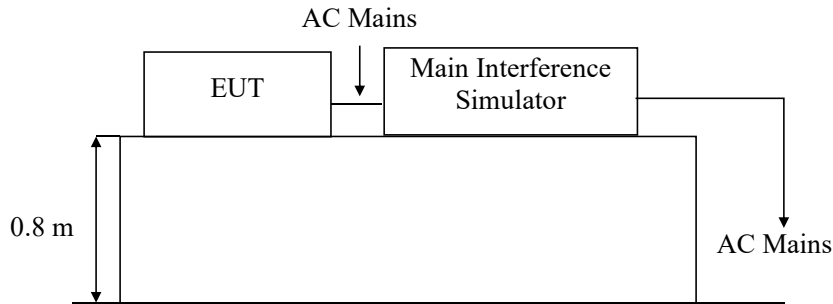 AC Mains
EUT
Main Interference
Simulator
0.8 m
AC Mains